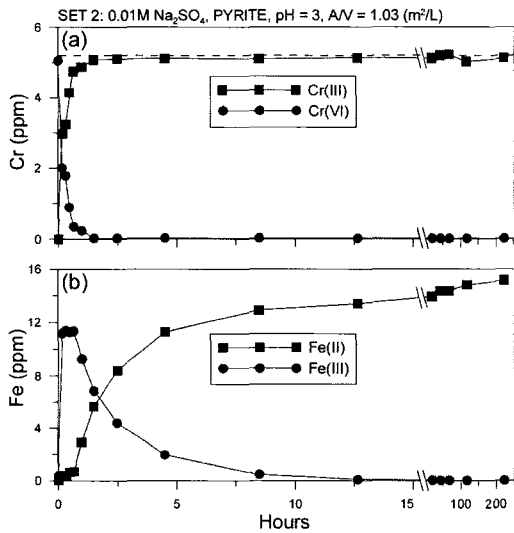 SET 2: 0.01M Na₂SO₄, PYRITE, pH = 3, A/V = 1.03 (m²/L)
(a)
Cr (ppm)
6
4
2
0
Cr(III)
Cr(VI)
(b)
Fe (ppm)
16
12
8
4
0
Fe(II)
Fe(III)
0 5 10 15 100 200
Hours